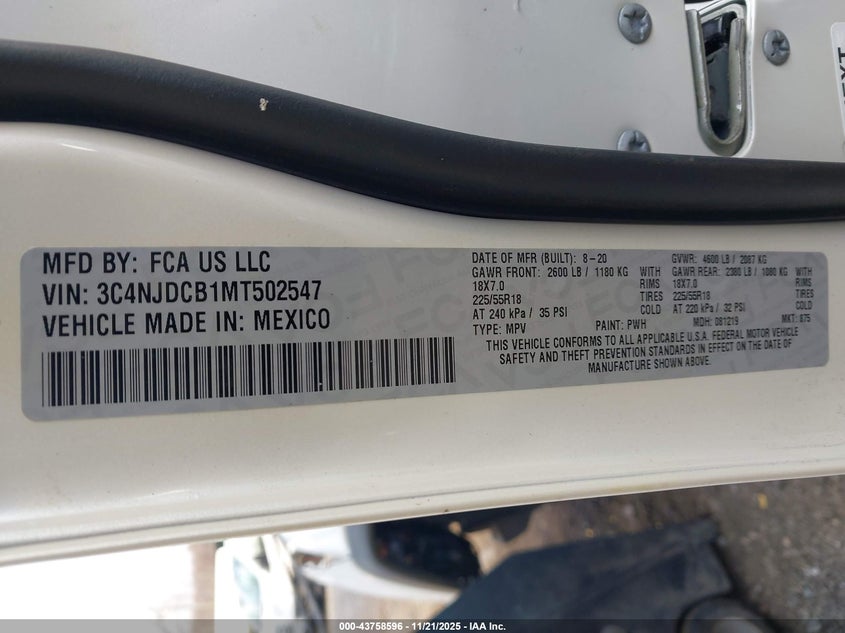 MFD BY: FCA US LLC
VIN: 3C4NJDCB1MT502547
VEHICLE MADE IN: MEXICO
DATE OF MFR (BUILT): 8-20 GVWR: 4600 LB / 2087 KG
GAWR FRONT: 2600 LB / 1180 KG GAWR REAR: 2380 LB / 1080 KG
18X7.0 RIMS 18X7.0 RIMS
225/55R18 TIRES 225/55R18 TIRES
AT 240 kPa / 35 PSI COLD AT 220 kPa / 32 PSI COLD
TYPE: MPV PAINT: PWH MDH: 081219 MKT: 875
THIS VEHICLE CONFORMS TO ALL APPLICABLE U.S.A. FEDERAL MOTOR VEHICLE
SAFETY AND THEFT PREVENTION STANDARDS IN EFFECT ON THE DATE OF
MANUFACTURE SHOWN ABOVE.
000-43758596 - 11/21/2025 - IAA Inc.